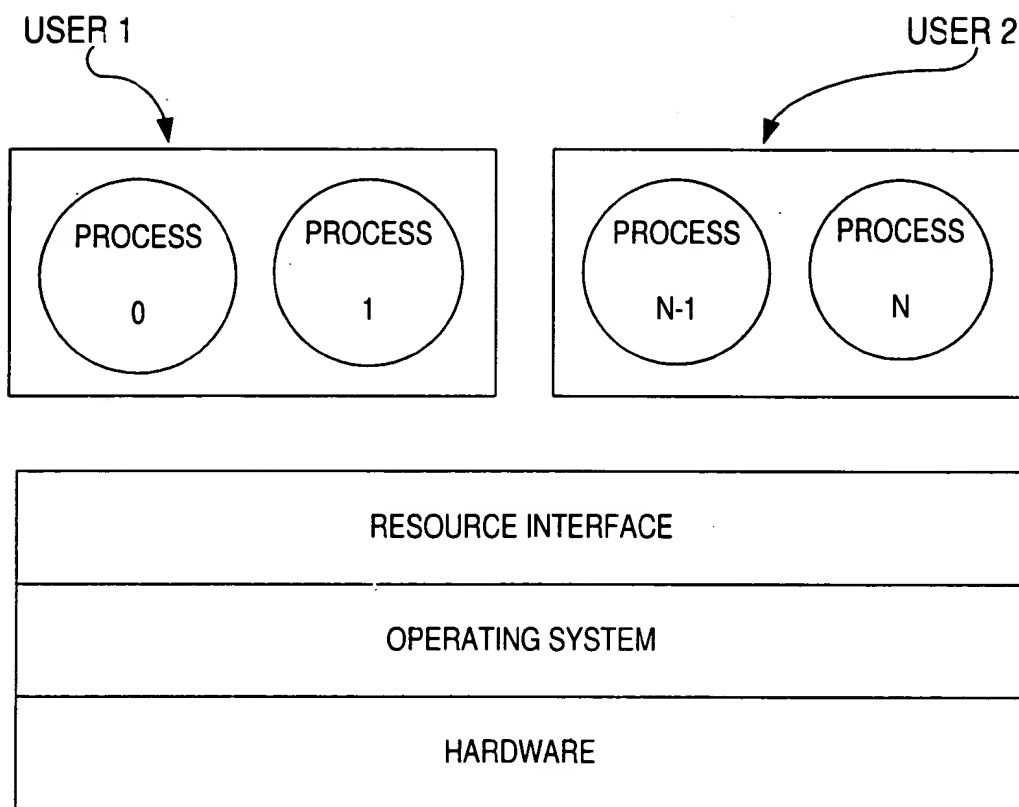 USER 1
USER 2
PROCESS
0
PROCESS
1
PROCESS
N-1
PROCESS
N
RESOURCE INTERFACE
OPERATING SYSTEM
HARDWARE